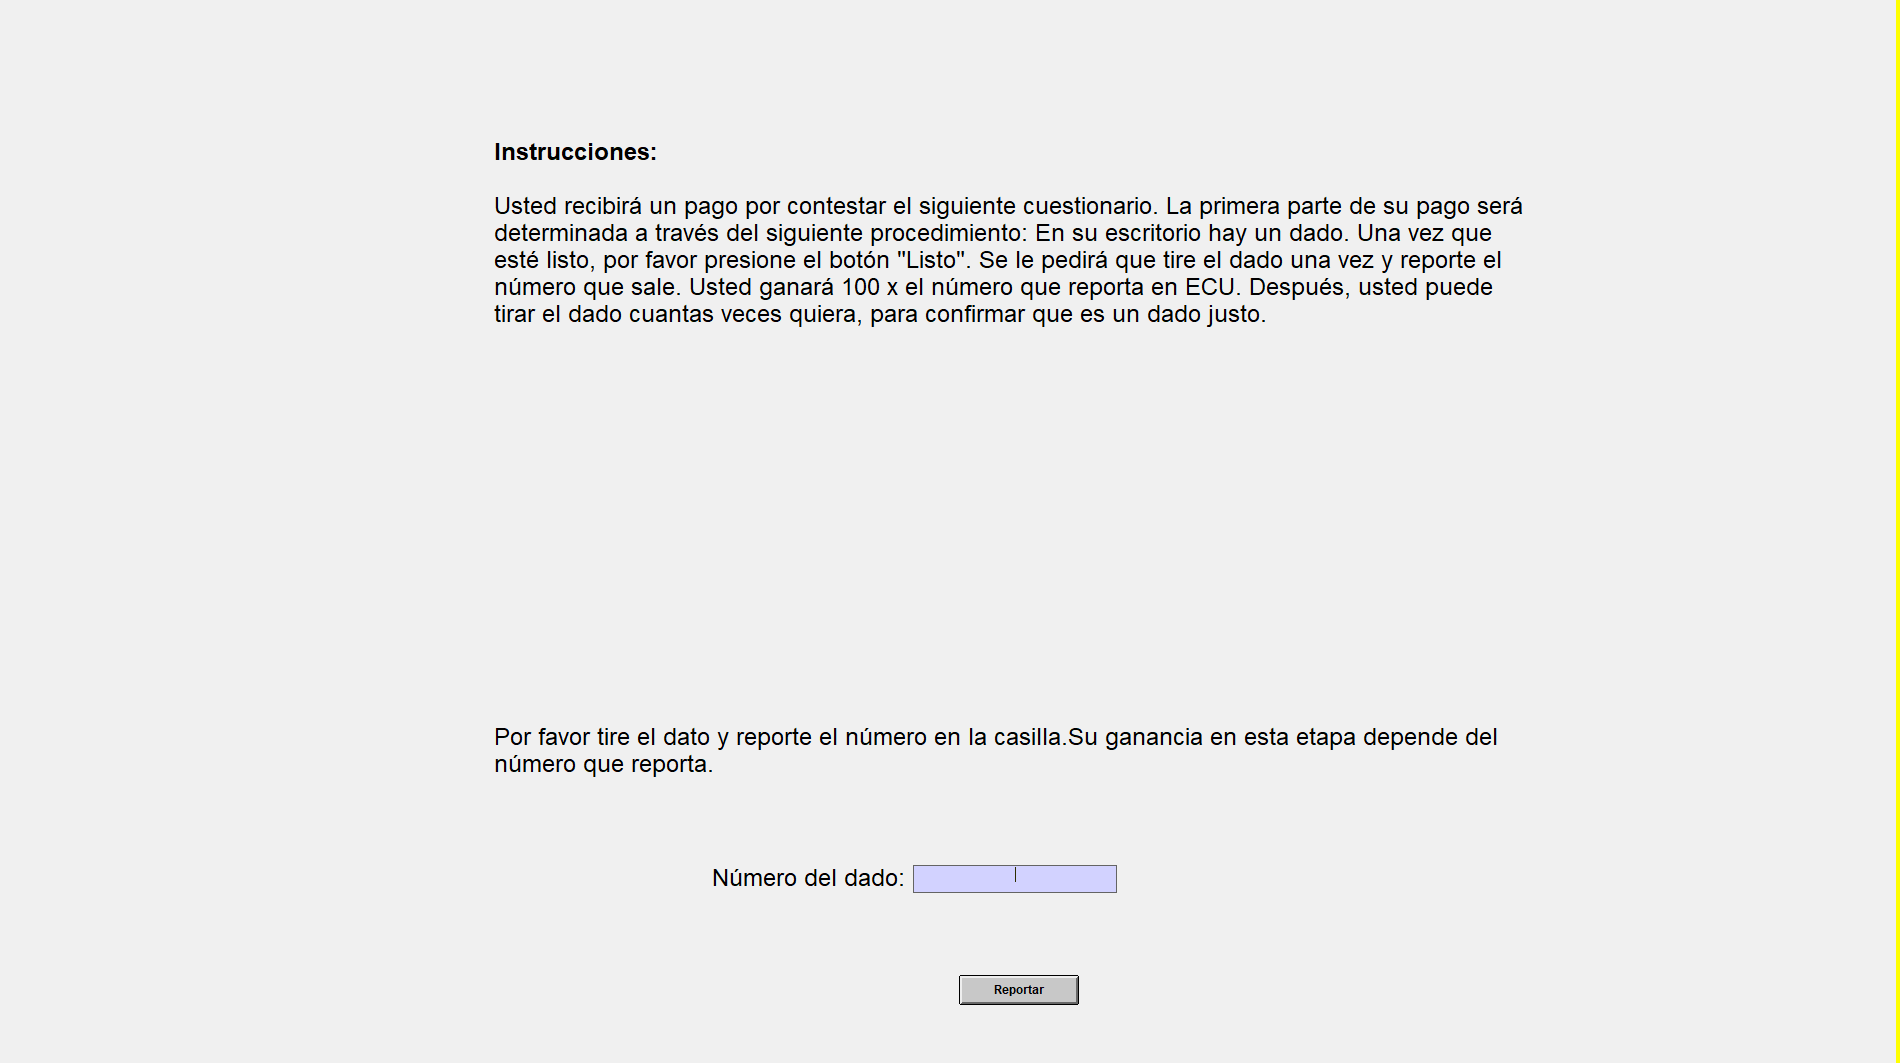 Instrucciones:
Usted recibirá un pago por contestar el siguiente cuestionario. La primera parte de su pago será
determinada a través del siguiente procedimiento: En su escritorio hay un dado. Una vez que
esté listo, por favor presione el botón "Listo". Se le pedirá que tire el dado una vez y reporte el
número que sale. Usted ganará 100 x el número que reporta en ECU. Después, usted puede
tirar el dado cuantas veces quiera, para confirmar que es un dado justo.
Por favor tire el dato y reporte el número en la casilla.Su ganancia en esta etapa depende del
número que reporta.
Número del dado:
Reportar